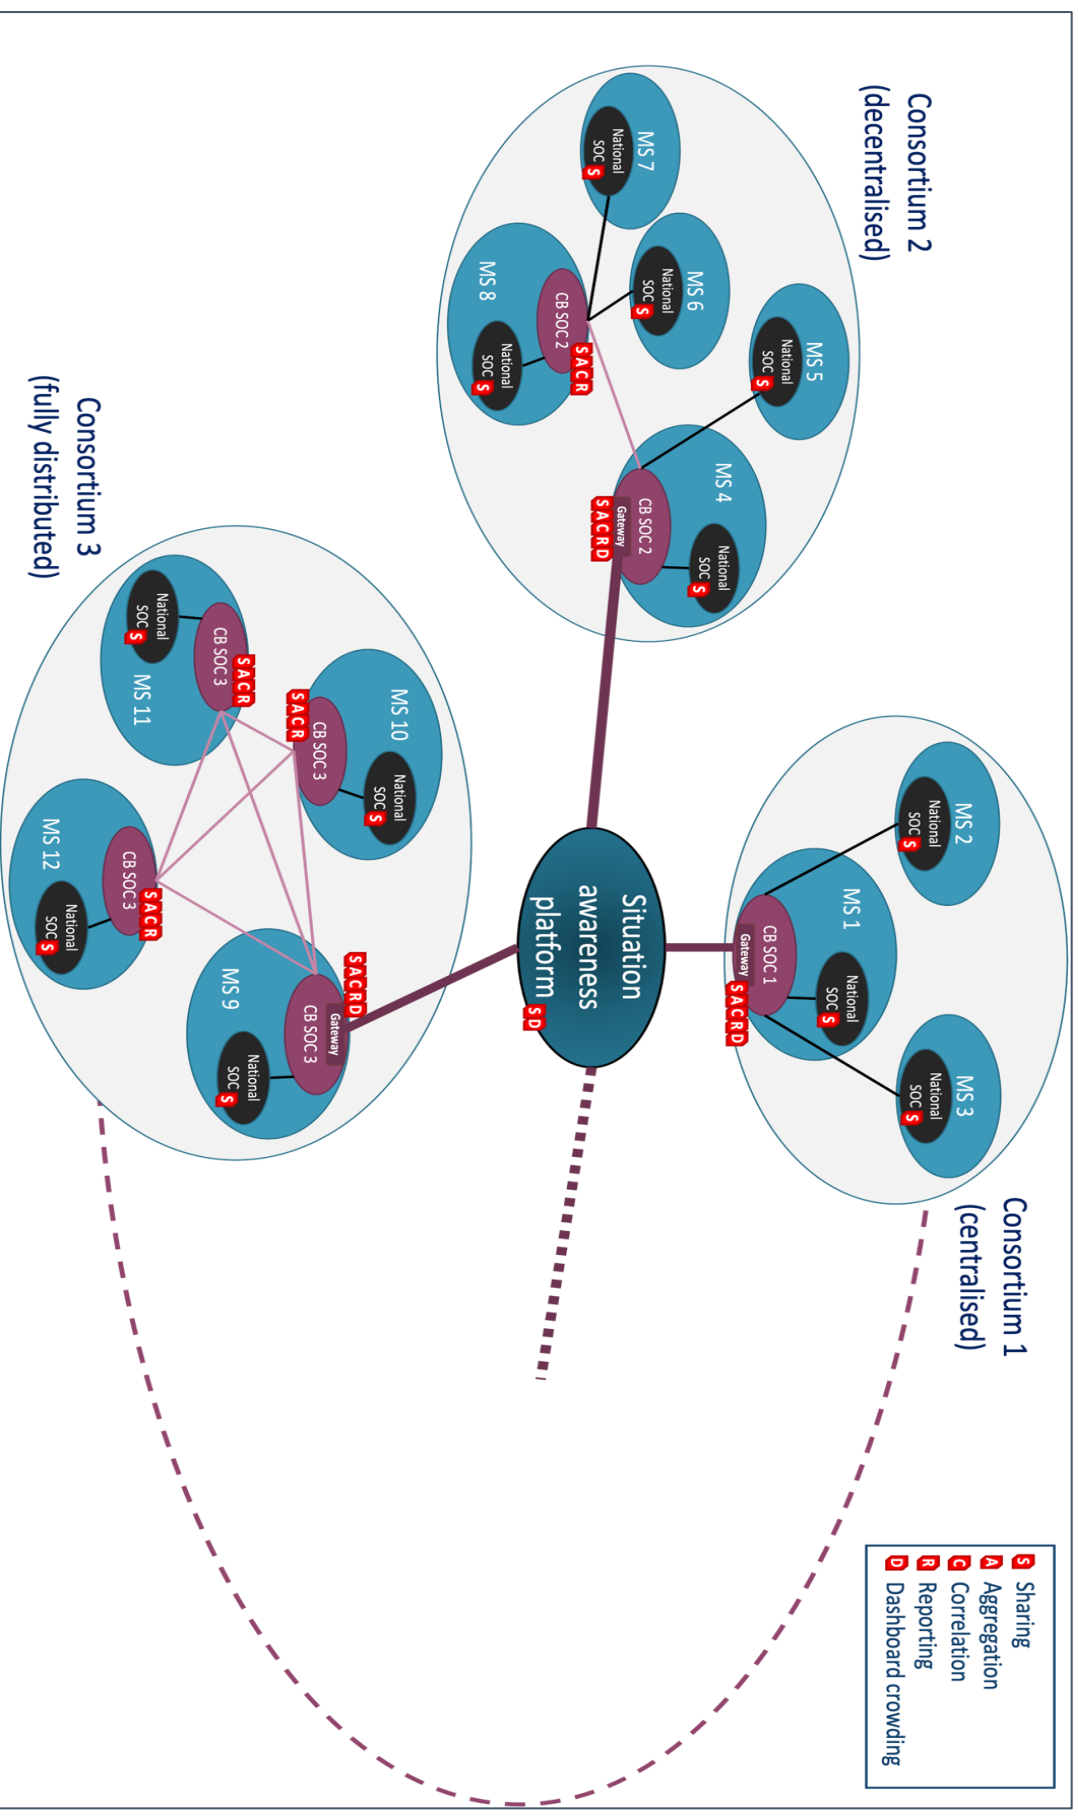 Consortium 2
(decentralised)
MS 7
National
SOC S
MS 6
National
SOC S
MS 5
National
SOC S
MS 8
CB SOC 2
SACR
National
SOC S
MS 4
CB SOC 2
Gateway
SACRD
National
SOC S
Consortium 1
(centralised)
MS 2
National
SOC S
MS 1
CB SOC 1
Gateway
SACRD
National
SOC S
MS 3
National
SOC S
Situation
awareness
platform SD
Consortium 3
(fully distributed)
MS 11
CB SOC 3
SACR
National
SOC S
MS 10
CB SOC 3
SACR
National
SOC S
MS 12
CB SOC 3
SACR
National
SOC S
MS 9
CB SOC 3
Gateway
SACRD
National
SOC S
S Sharing
A Aggregation
C Correlation
R Reporting
D Dashboard crowding